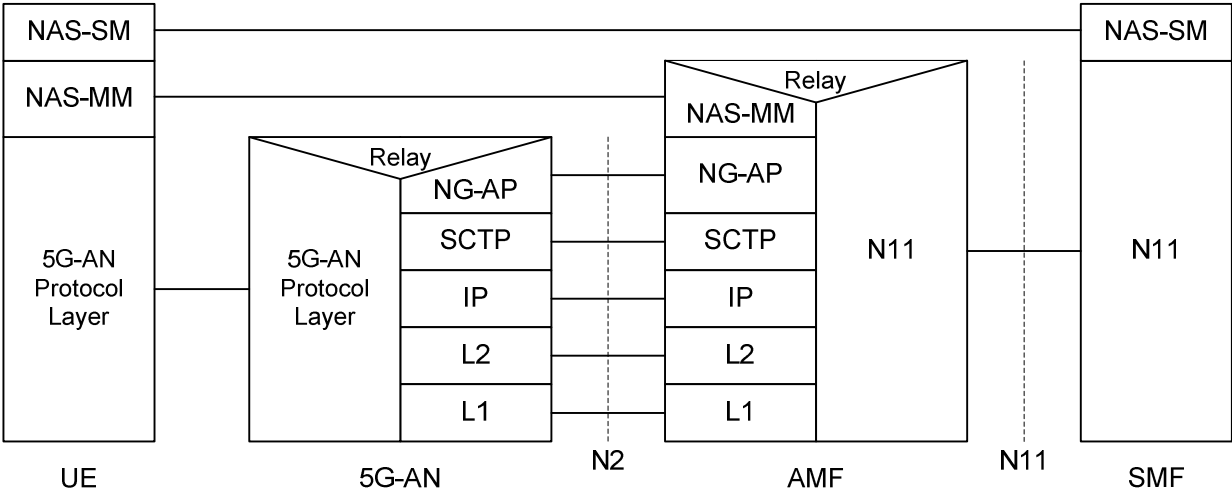 NAS-SM
NAS-SM
NAS-MM
Relay
NAS-MM
Relay
NG-AP
NG-AP
5G-AN
Protocol
Layer
5G-AN
Protocol
Layer
SCTP
SCTP
N11
N11
IP
IP
L2
L2
L1
L1
N2
N11
UE
5G-AN
AMF
SMF